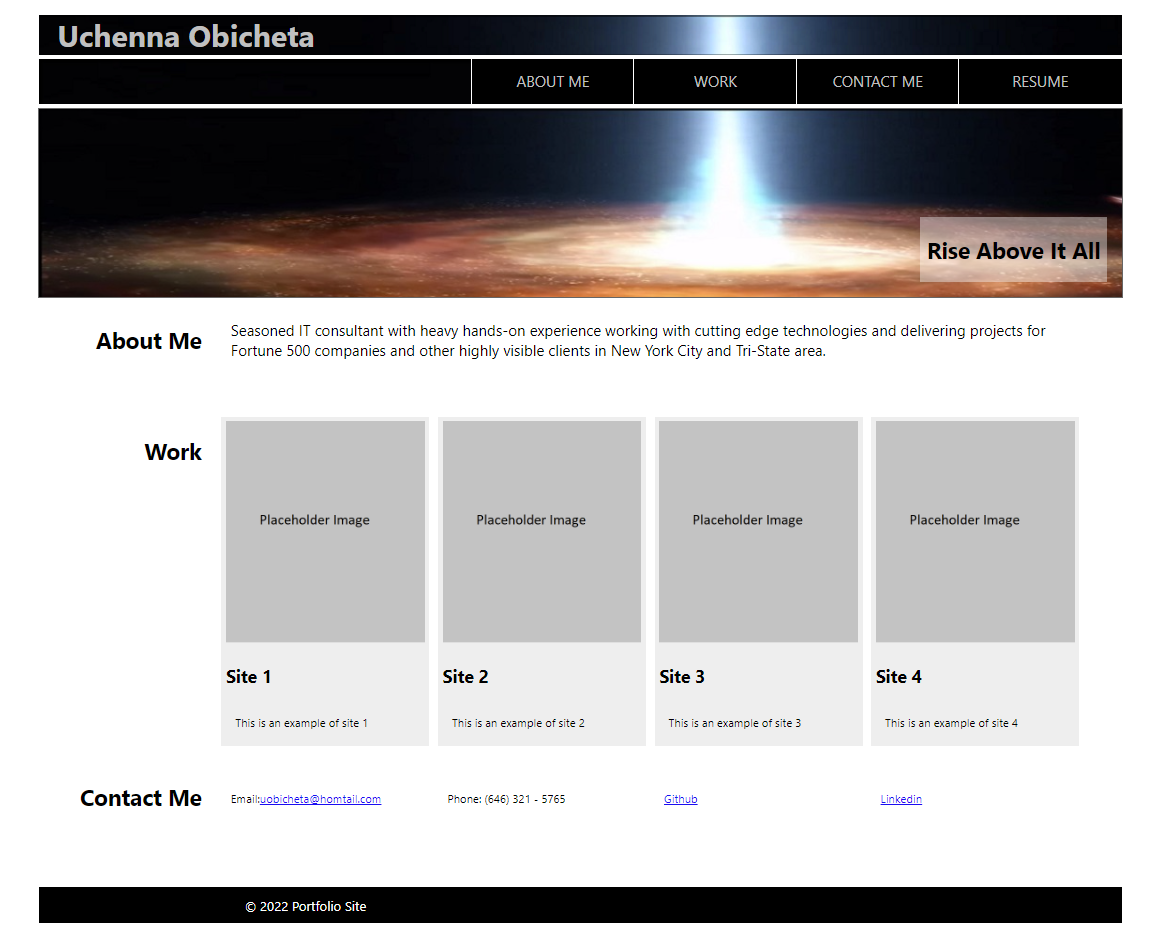 Uchenna Obicheta
ABOUT ME
WORK
CONTACT ME
RESUME
Rise Above It All
About Me
Seasoned IT consultant with heavy hands-on experience working with cutting edge technologies and delivering projects for
Fortune 500 companies and other highly visible clients in New York City and Tri-State area.
Work
Placeholder Image
Placeholder Image
Placeholder Image
Placeholder Image
Site 1
Site 2
Site 3
Site 4
This is an example of site 1
This is an example of site 2
This is an example of site 3
This is an example of site 4
Contact Me
Email:uobicheta@homtail.com
Phone: (646) 321 - 5765
Github
Linkedin
© 2022 Portfolio Site